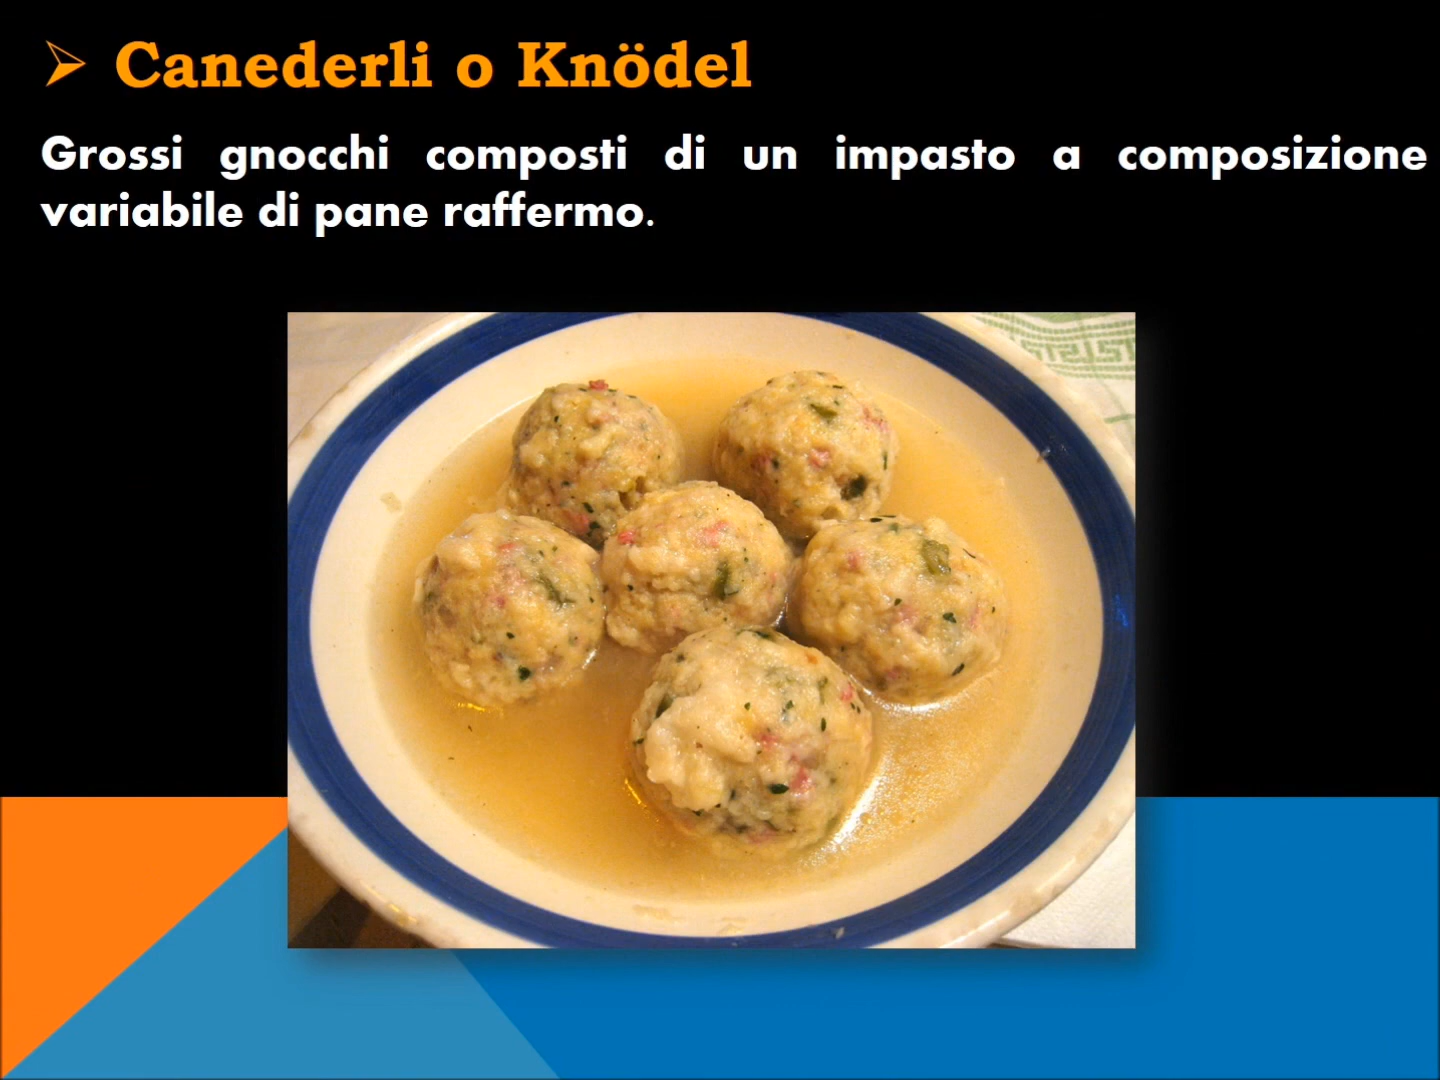 ➢ Canederli o Knödel
Grossi gnocchi composti di un impasto a composizione
variabile di pane raffermo.